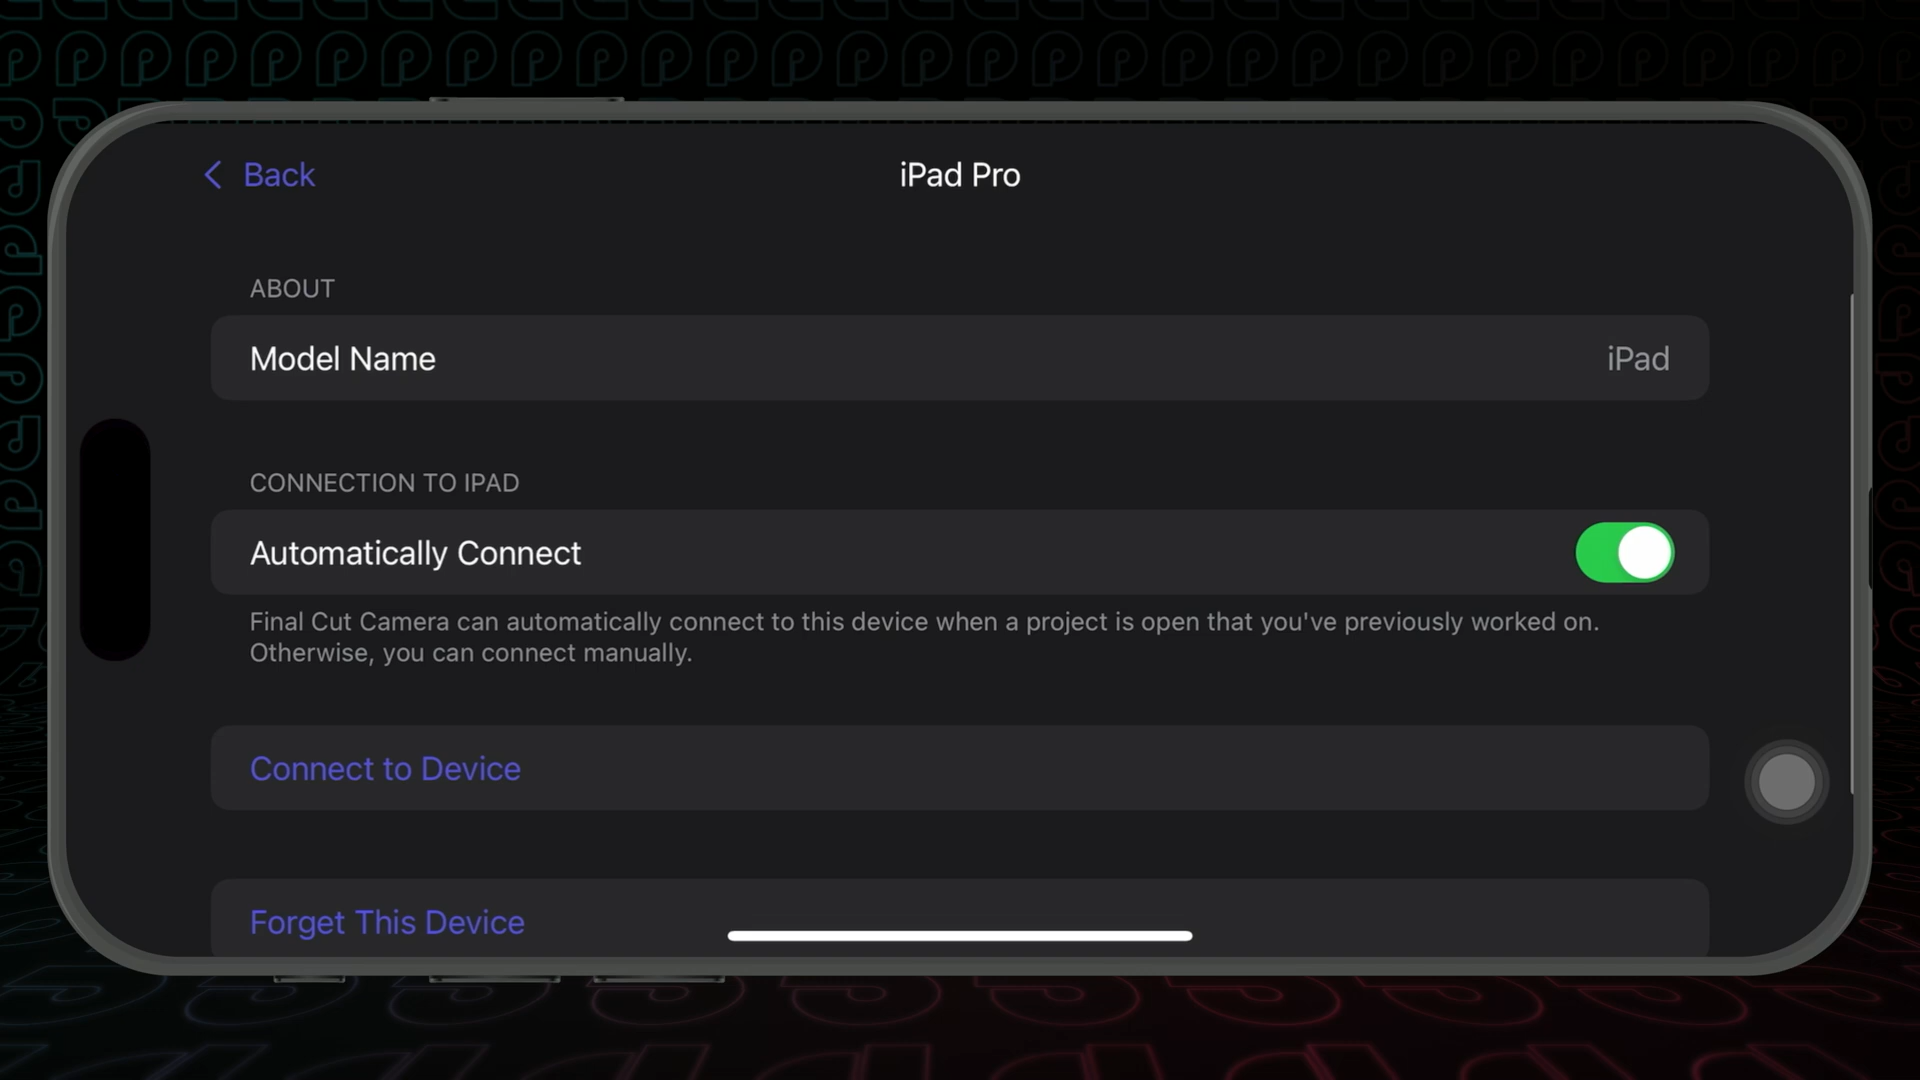 Back
iPad Pro
ABOUT
Model Name
iPad
CONNECTION TO IPAD
Automatically Connect
Final Cut Camera can automatically connect to this device when a project is open that you've previously worked on.
Otherwise, you can connect manually.
Connect to Device
Forget This Device